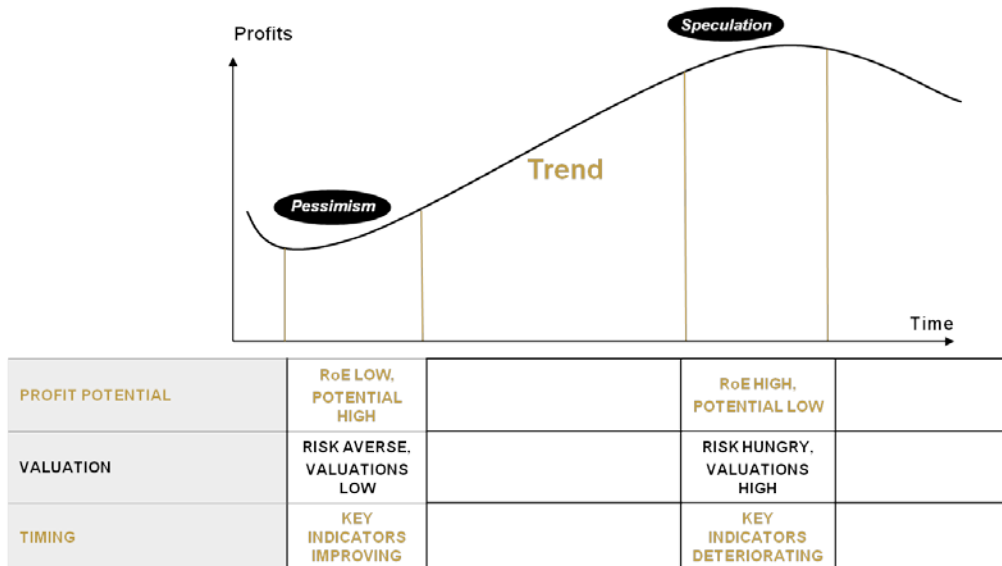 Speculation
Profits
Trend
Pessimism
Time
PROFIT POTENTIAL
RoE LOW,
POTENTIAL
HIGH
RoE HIGH,
POTENTIAL LOW
VALUATION
RISK AVERSE,
VALUATIONS
LOW
RISK HUNGRY,
VALUATIONS
HIGH
TIMING
KEY
INDICATORS
IMPROVING
KEY
INDICATORS
DETERIORATING